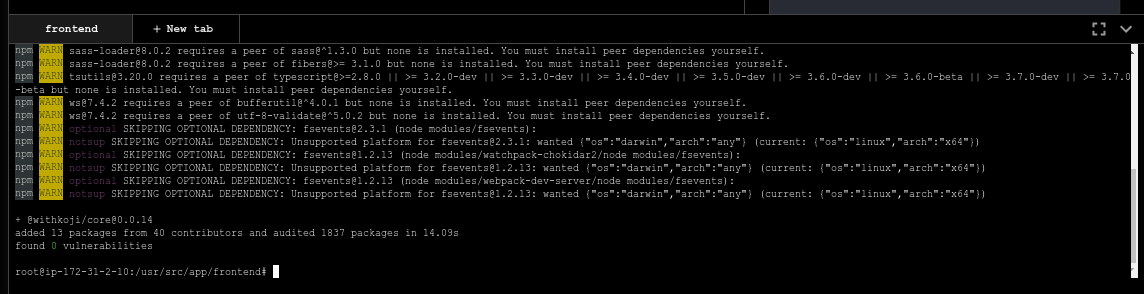 frontend
+ New tab
npm WARN sass-loader@8.0.2 requires a peer of sass@^1.3.0 but none is installed. You must install peer dependencies yourself.
npm WARN sass-loader@8.0.2 requires a peer of fibers@>= 3.1.0 but none is installed. You must install peer dependencies yourself.
npm WARN tsutils@3.20.0 requires a peer of typescript@>=2.8.0 || >= 3.2.0-dev || >= 3.3.0-dev || >= 3.4.0-dev || >= 3.5.0-dev || >= 3.6.0-dev || >= 3.6.0-beta || >= 3.7.0-dev || >= 3.7.0
-beta but none is installed. You must install peer dependencies yourself.
npm WARN ws@7.4.2 requires a peer of bufferutil@^4.0.1 but none is installed. You must install peer dependencies yourself.
npm WARN ws@7.4.2 requires a peer of utf-8-validate@^5.0.2 but none is installed. You must install peer dependencies yourself.
npm WARN optional SKIPPING OPTIONAL DEPENDENCY: fsevents@2.3.1 (node modules/fsevents):
npm WARN notsup SKIPPING OPTIONAL DEPENDENCY: Unsupported platform for fsevents@2.3.1: wanted {"os":"darwin","arch":"any"} (current: {"os":"linux","arch":"x64"})
npm WARN optional SKIPPING OPTIONAL DEPENDENCY: fsevents@1.2.13 (node modules/watchpack-chokidar2/node modules/fsevents):
npm WARN notsup SKIPPING OPTIONAL DEPENDENCY: Unsupported platform for fsevents@1.2.13: wanted {"os":"darwin","arch":"any"} (current: {"os":"linux","arch":"x64"})
npm WARN optional SKIPPING OPTIONAL DEPENDENCY: fsevents@1.2.13 (node modules/webpack-dev-server/node modules/fsevents):
npm WARN notsup SKIPPING OPTIONAL DEPENDENCY: Unsupported platform for fsevents@1.2.13: wanted {"os":"darwin","arch":"any"} (current: {"os":"linux","arch":"x64"})
+ @withkoji/core@0.0.14
added 13 packages from 40 contributors and audited 1837 packages in 14.09s
found 0 vulnerabilities
root@ip-172-31-2-10:/usr/src/app/frontend#